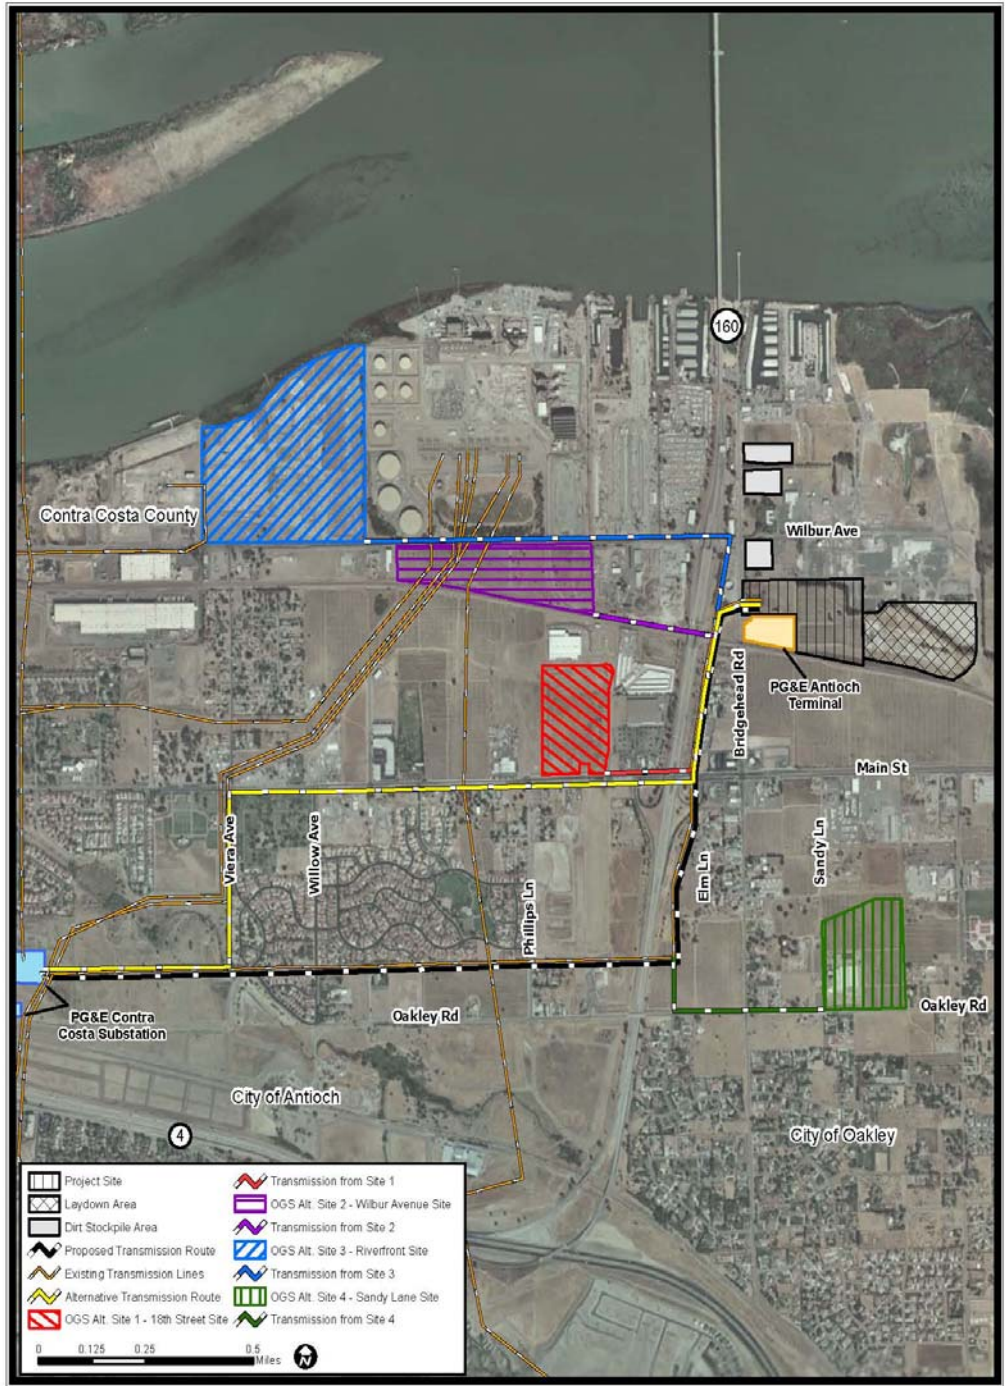 160
Contra Costa County
Wilbur Ave
Bridgehead Rd
PG&E Antioch
Terminal
Main St
Viera Ave
Willow Ave
Phillips Ln
Elm Ln
Sandy Ln
PG&E Contra
Costa Substation
Oakley Rd
Oakley Rd
City of Antioch
4
City of Oakley
Project Site
Laydown Area
Dirt Stockpile Area
Proposed Transmission Route
Existing Transmission Lines
Alternative Transmission Route
OGS Alt. Site 1 - 18th Street Site
Transmission from Site 1
OGS Alt. Site 2 - Wilbur Avenue Site
Transmission from Site 2
OGS Alt. Site 3 - Riverfront Site
Transmission from Site 3
OGS Alt. Site 4 - Sandy Lane Site
Transmission from Site 4
0 0.125 0.25 0.5
Miles
N